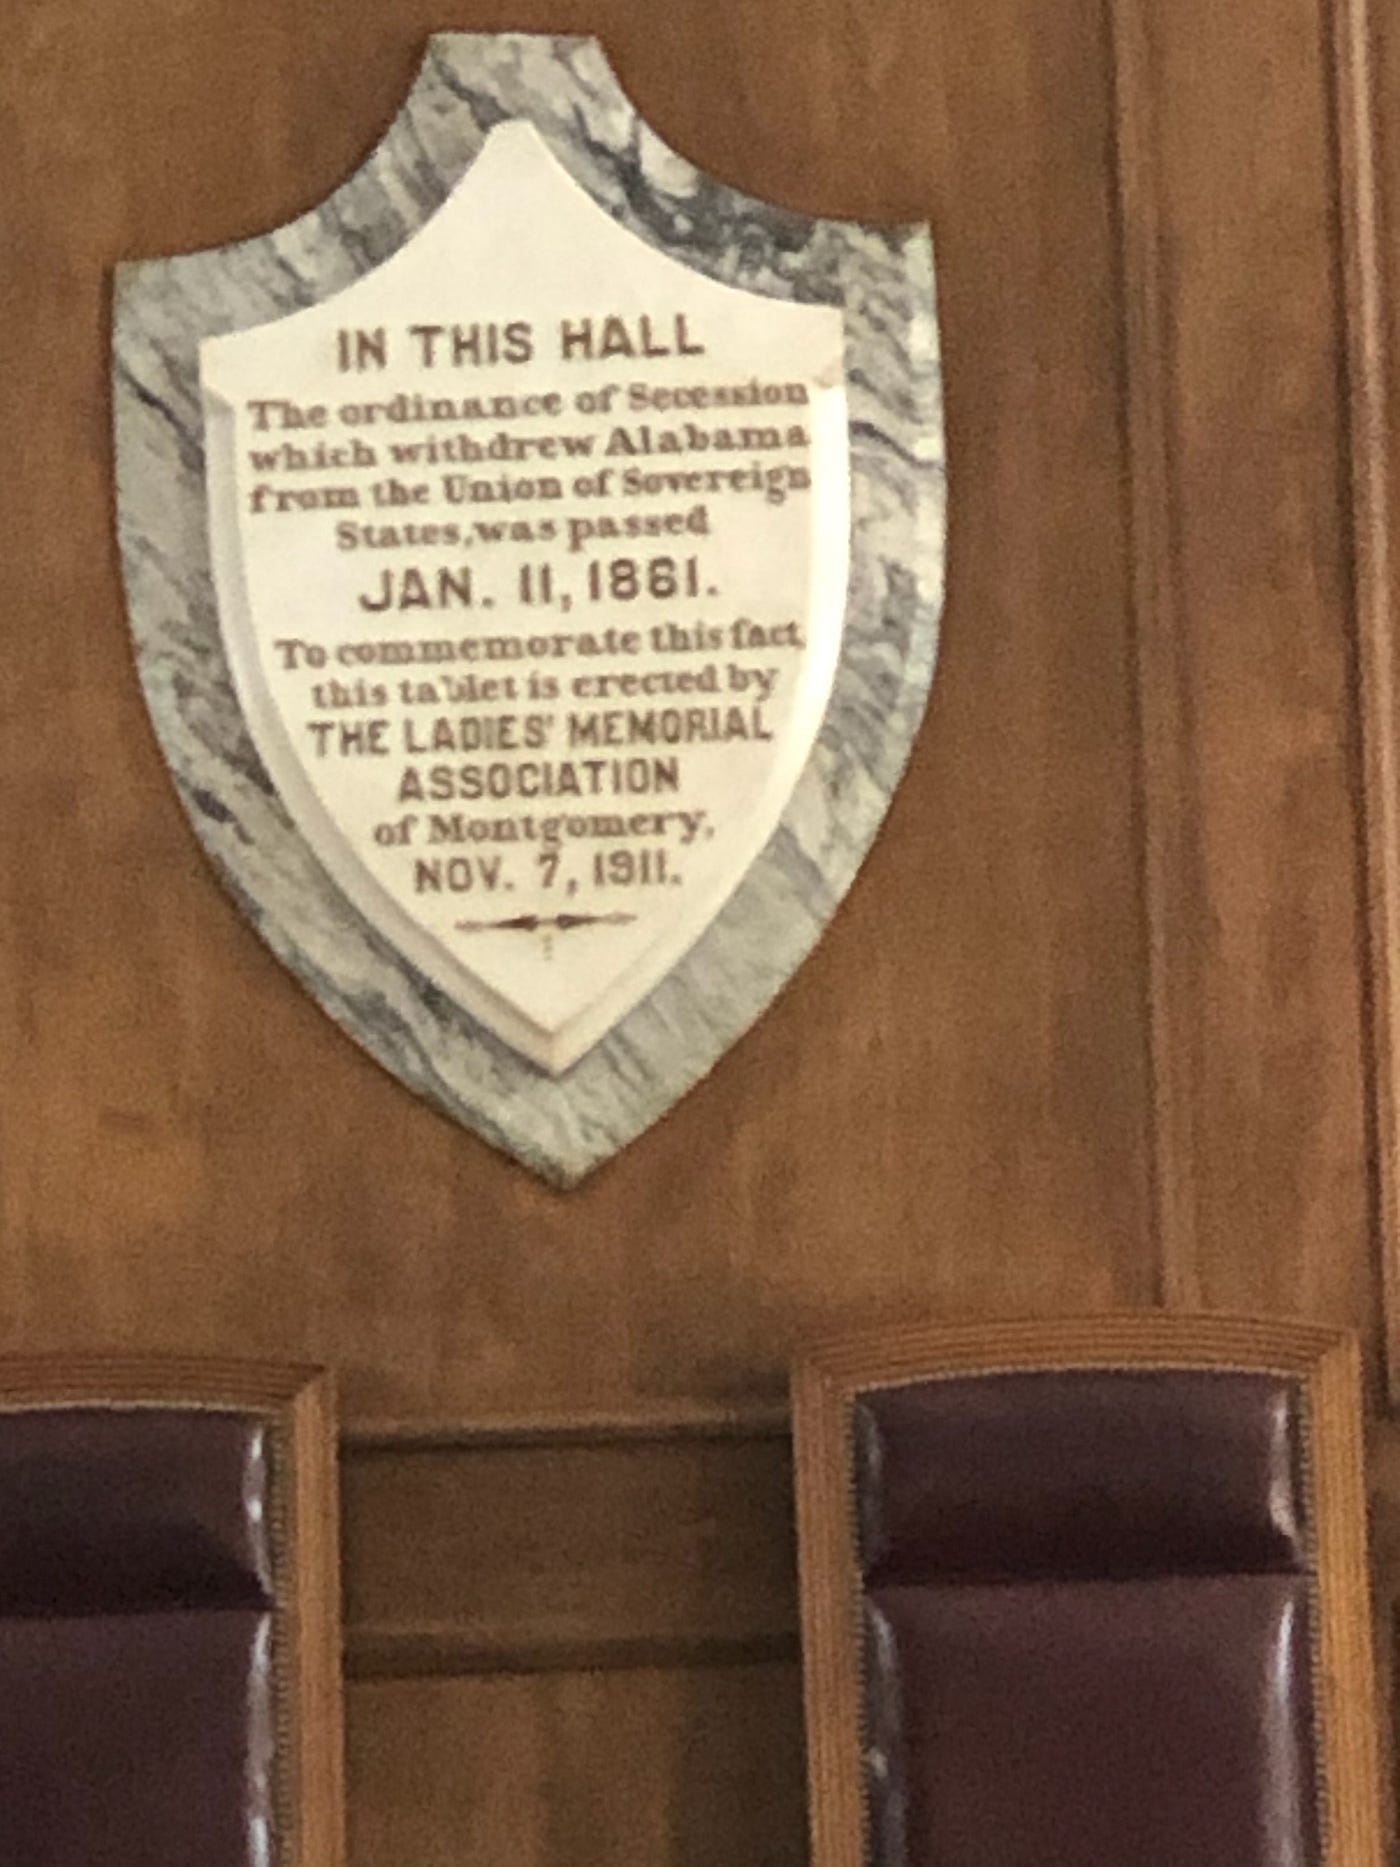 IN THIS HALL
The ordinance of Secession
which withdrew Alabama
from the Union of Sovereign
States, was passed
JAN. 11, 1861.
To commemorate this fact
this tablet is erected by
THE LADIES' MEMORIAL
ASSOCIATION
of Montgomery,
NOV. 7, 1911.